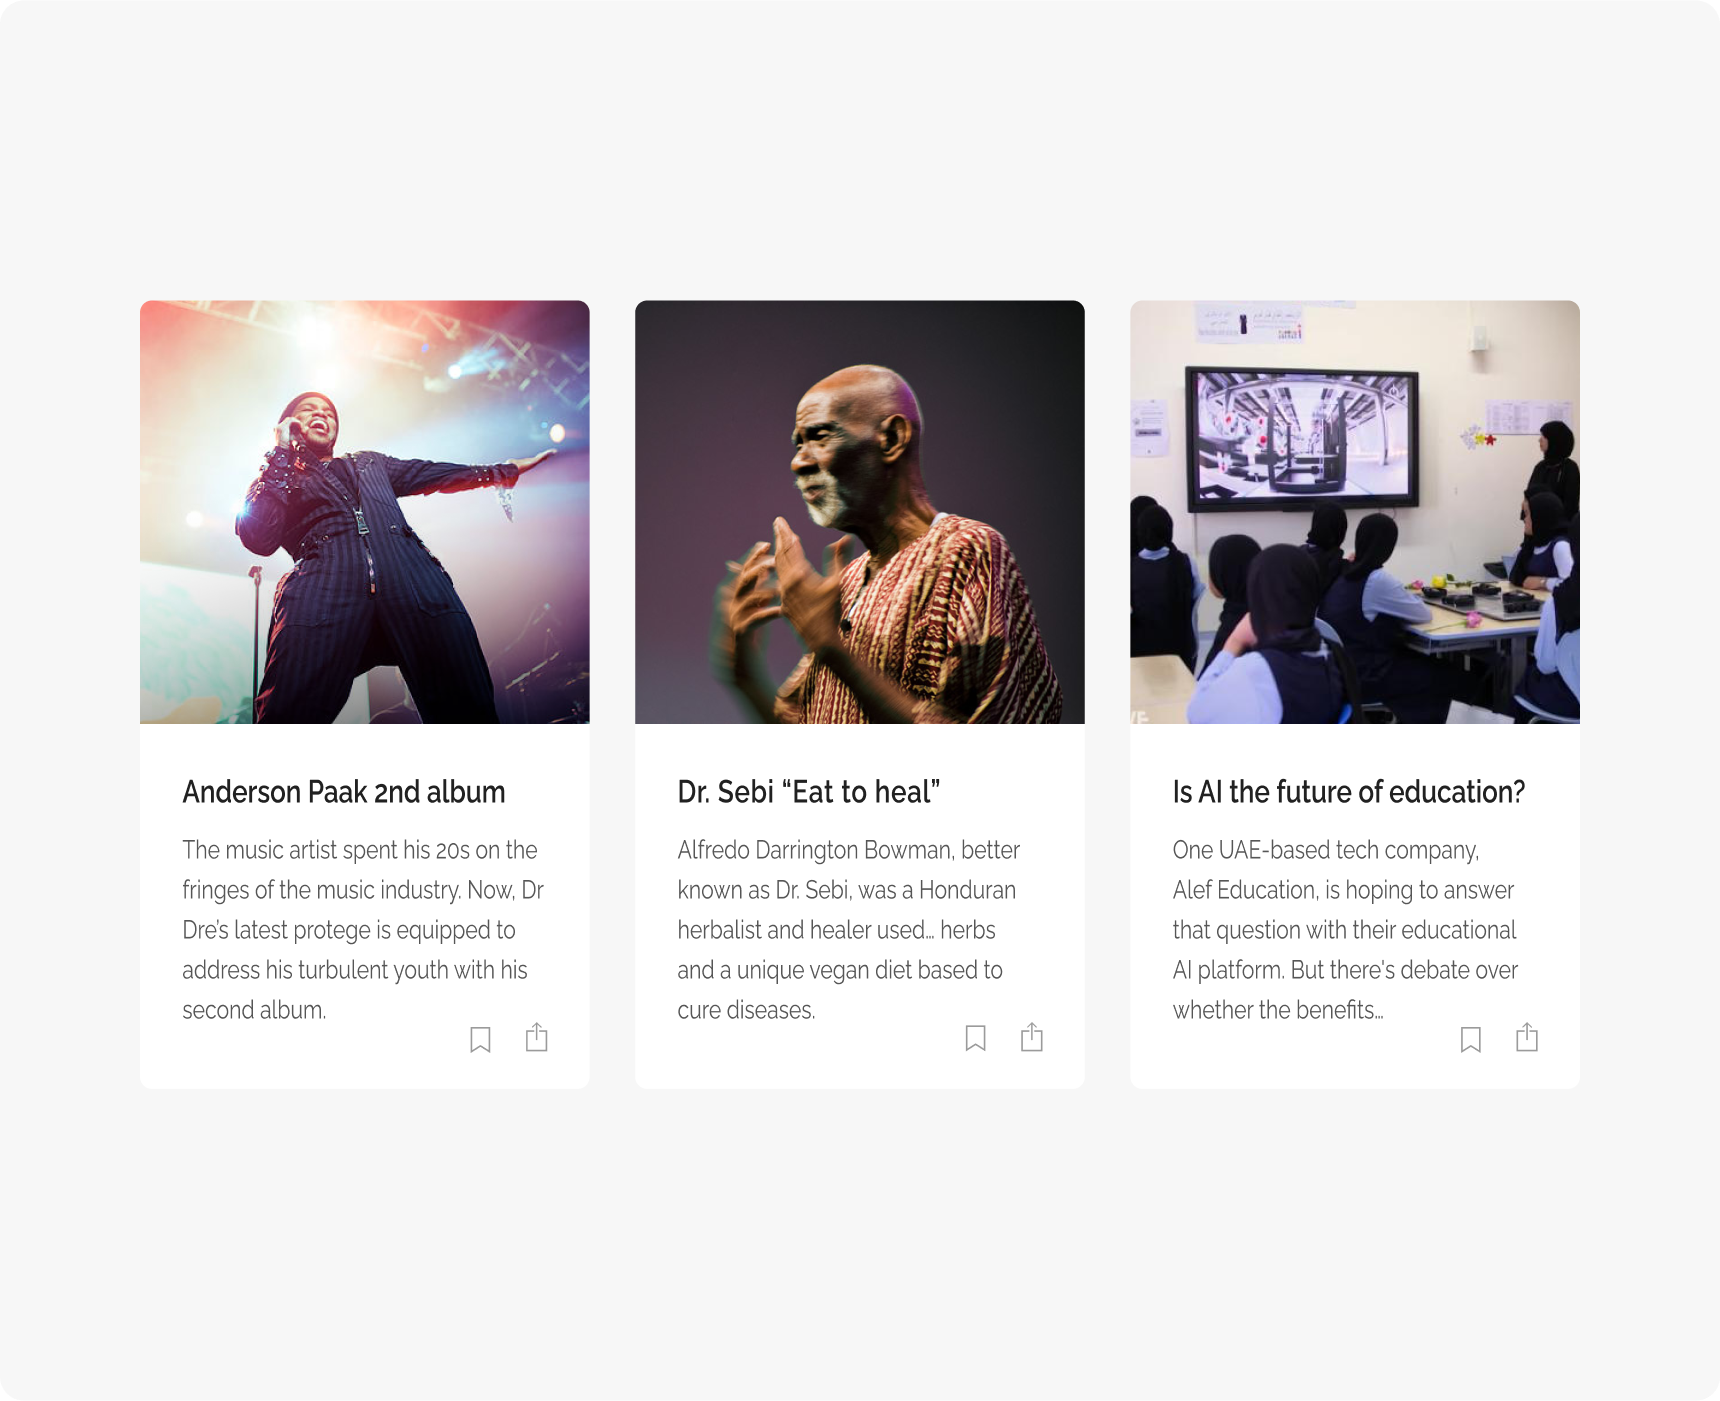 Anderson Paak 2nd album
The music artist spent his 20s on the
fringes of the music industry. Now, Dr
Dre’s latest protege is equipped to
address his turbulent youth with his
second album.
Dr. Sebi “Eat to heal”
Alfredo Darrington Bowman, better
known as Dr. Sebi, was a Honduran
herbalist and healer used... herbs
and a unique vegan diet based to
cure diseases.
Is AI the future of education?
One UAE-based tech company,
Alef Education, is hoping to answer
that question with their educational
AI platform. But there's debate over
whether the benefits...